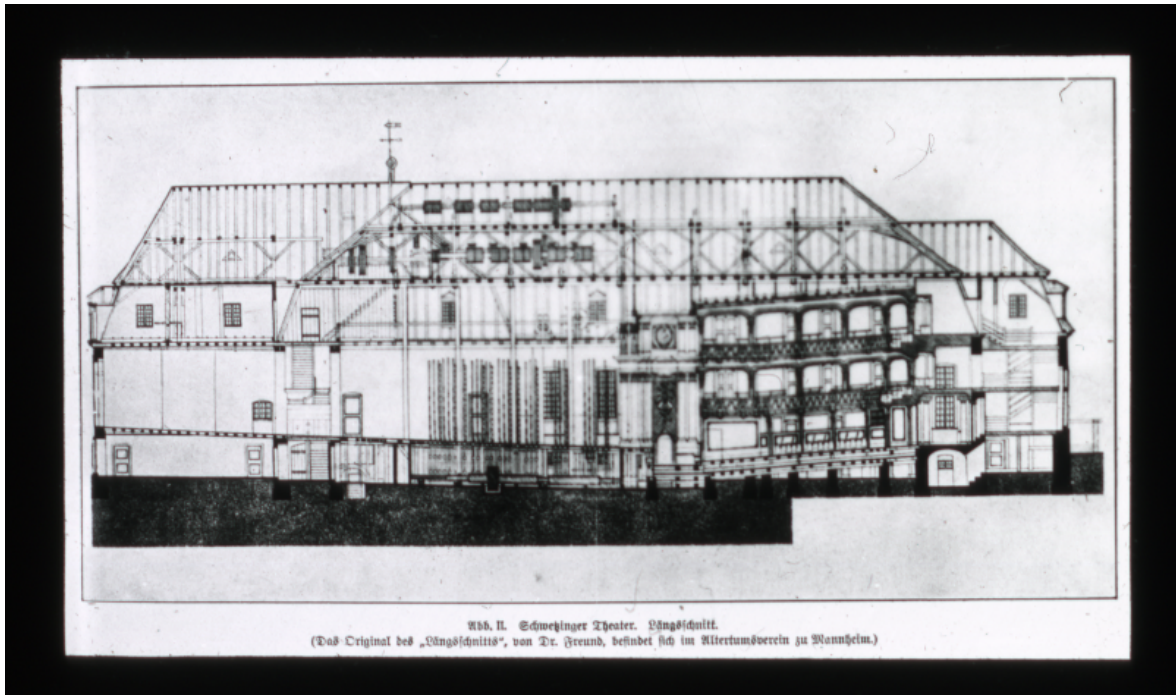 Abb. II. Schwetzinger Theater. Längsschnitt.
(Das Original des „Längsschnitts“, von Dr. Freund, befindet sich im Altertumsverein zu Mannheim.)